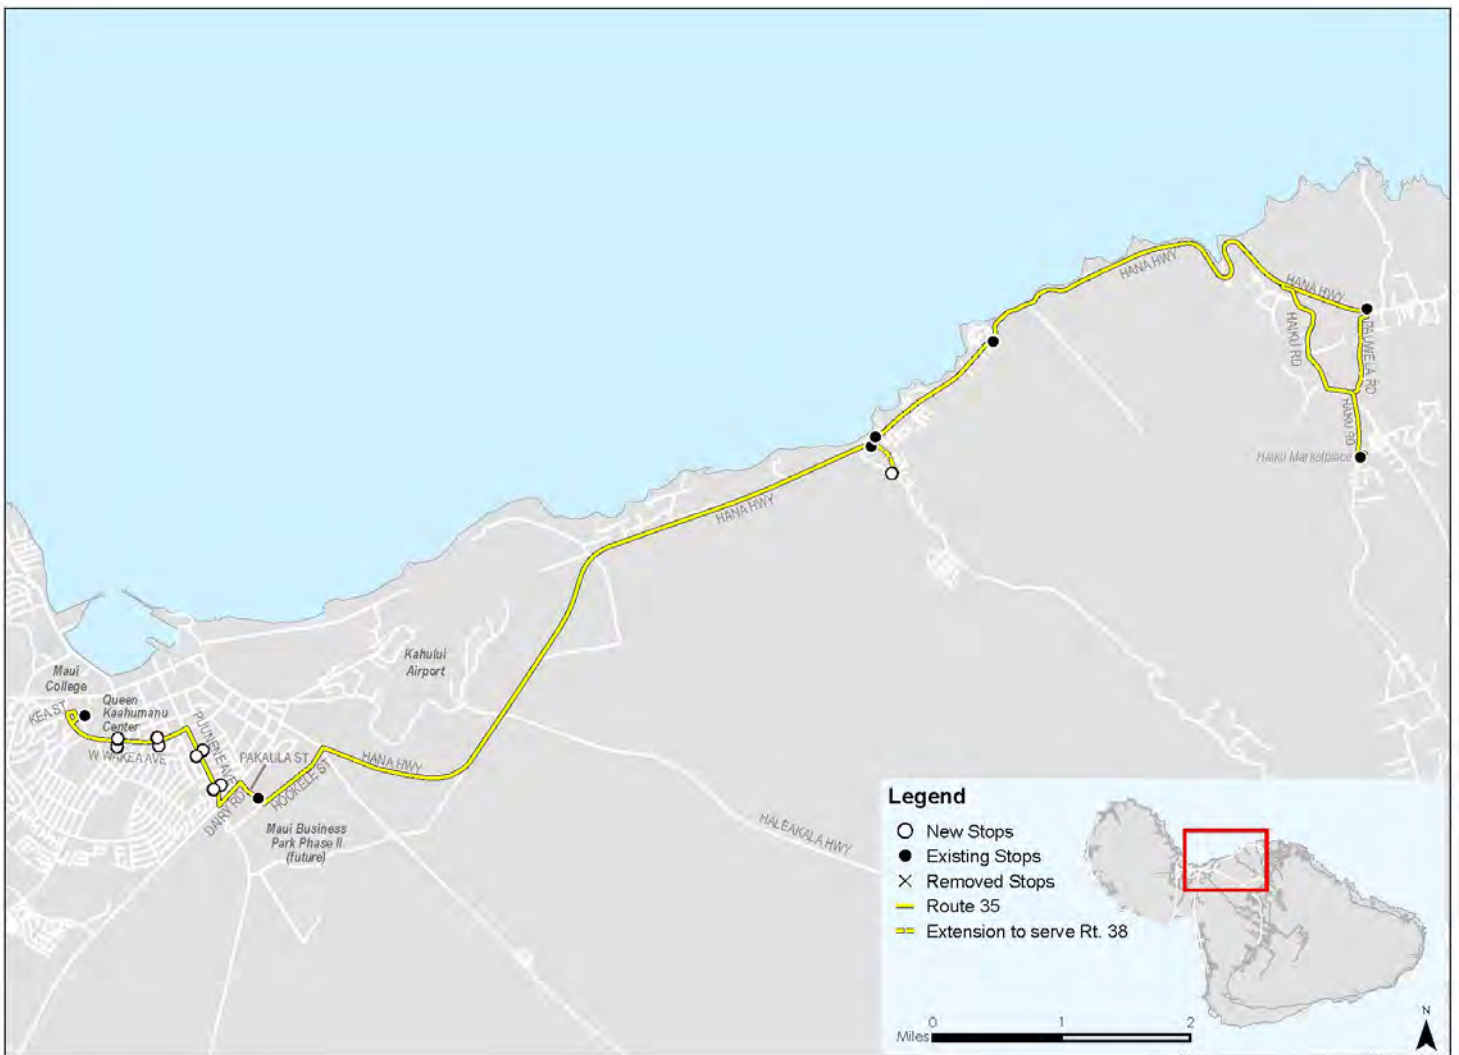 HANA HWY
HANA HWY
HAIKU RD
PAUWELA RD
HAIKU RD
Haiku Marketplace
HANA HWY
Kahului
Airport
Maui
College
Queen
Kaahumanu
Center
KEA ST
W WAKEA AVE
PUUNENE AVE
PAKAULA ST
HANA HWY
HOOKELE ST
DAIRY RD
Maui Business
Park Phase II
(future)
HALEAKALA HWY
Legend
New Stops
Existing Stops
Removed Stops
Route 35
Extension to serve Rt. 38
0 1 2
Miles
N